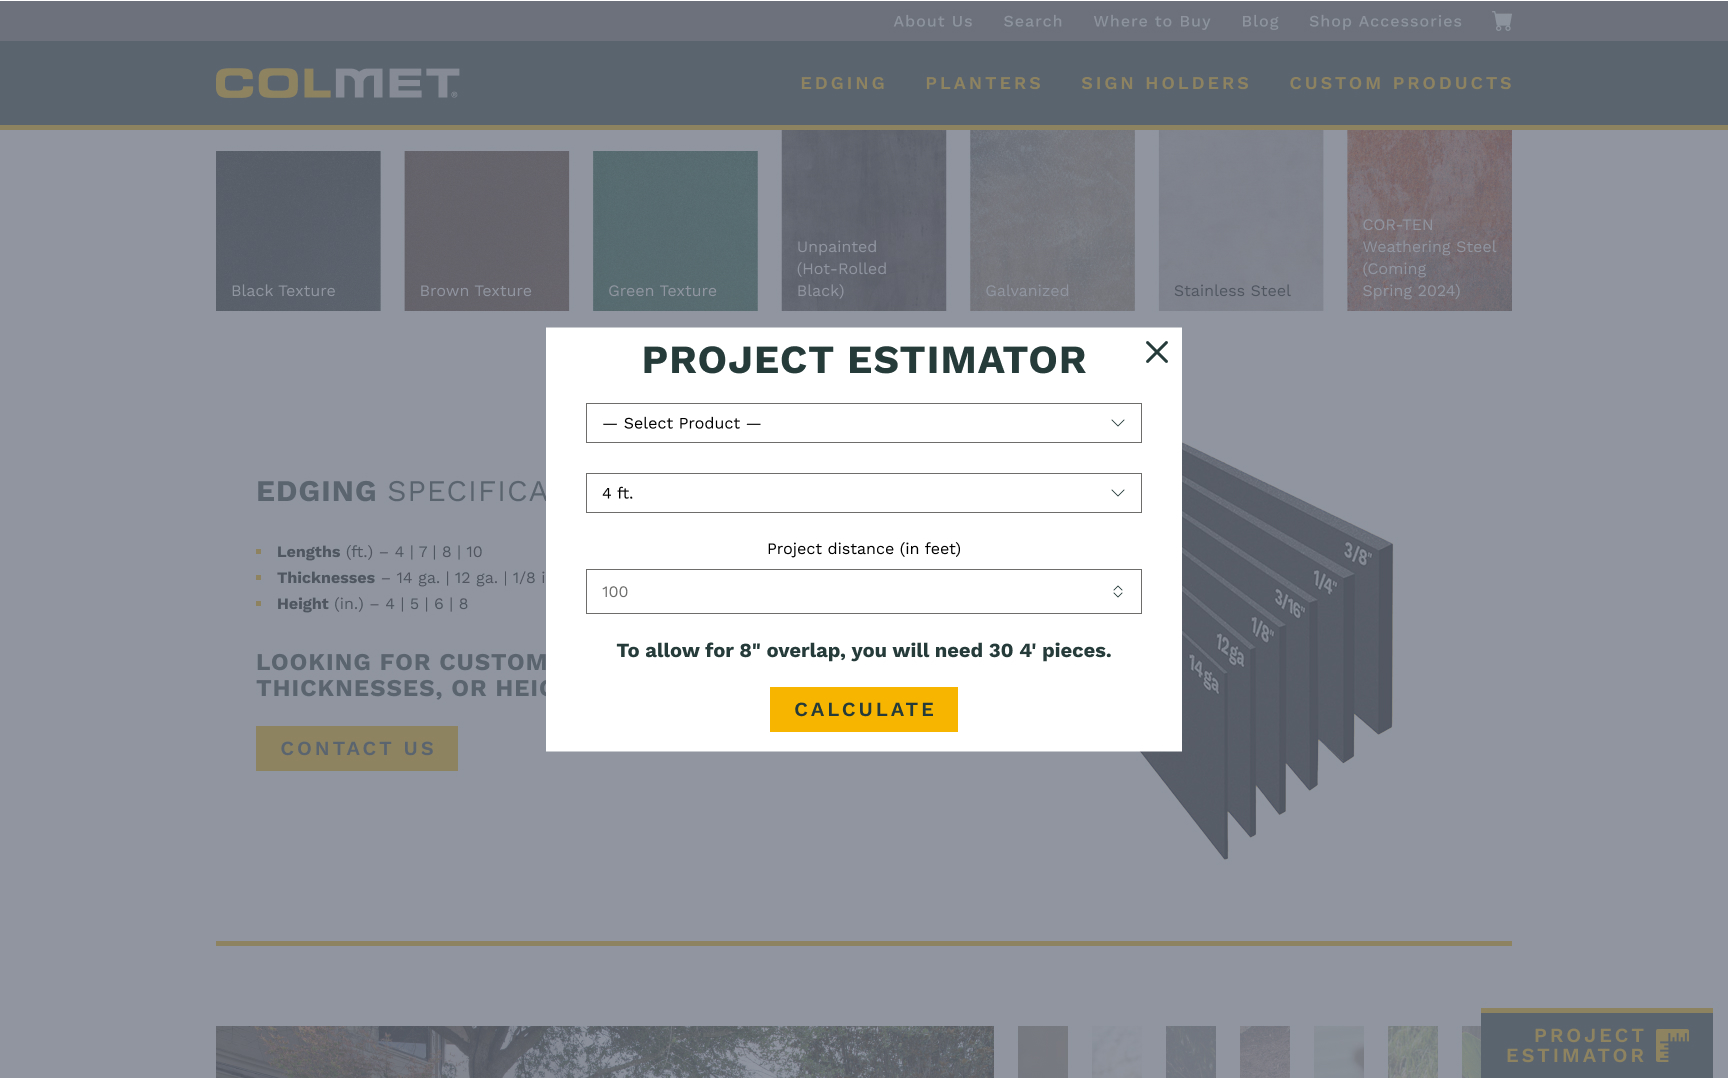 About Us Search Where to Buy Blog Shop Accessories
COLMET
EDGING PLANTERS SIGN HOLDERS CUSTOM PRODUCTS
Black Texture
Brown Texture
Green Texture
Unpainted
(Hot-Rolled
Black)
Galvanized
Stainless Steel
COR-TEN
Weathering Steel
(Coming
Spring 2024)
PROJECT ESTIMATOR
— Select Product —
4 ft.
Project distance (in feet)
100
To allow for 8" overlap, you will need 30 4' pieces.
CALCULATE
EDGING
Lengths (ft.) – 4 | 7 | 8 | 10
Thicknesses – 14 ga. | 12 ga. | 1/8
Height (in.) – 4 | 5 | 6 | 8
LOOKING FOR CUSTOM
THICKNESSES, OR
CONTACT US
3/8"
1/4"
3/16"
1/8"
12ga
14ga
PROJECT
ESTIMATOR